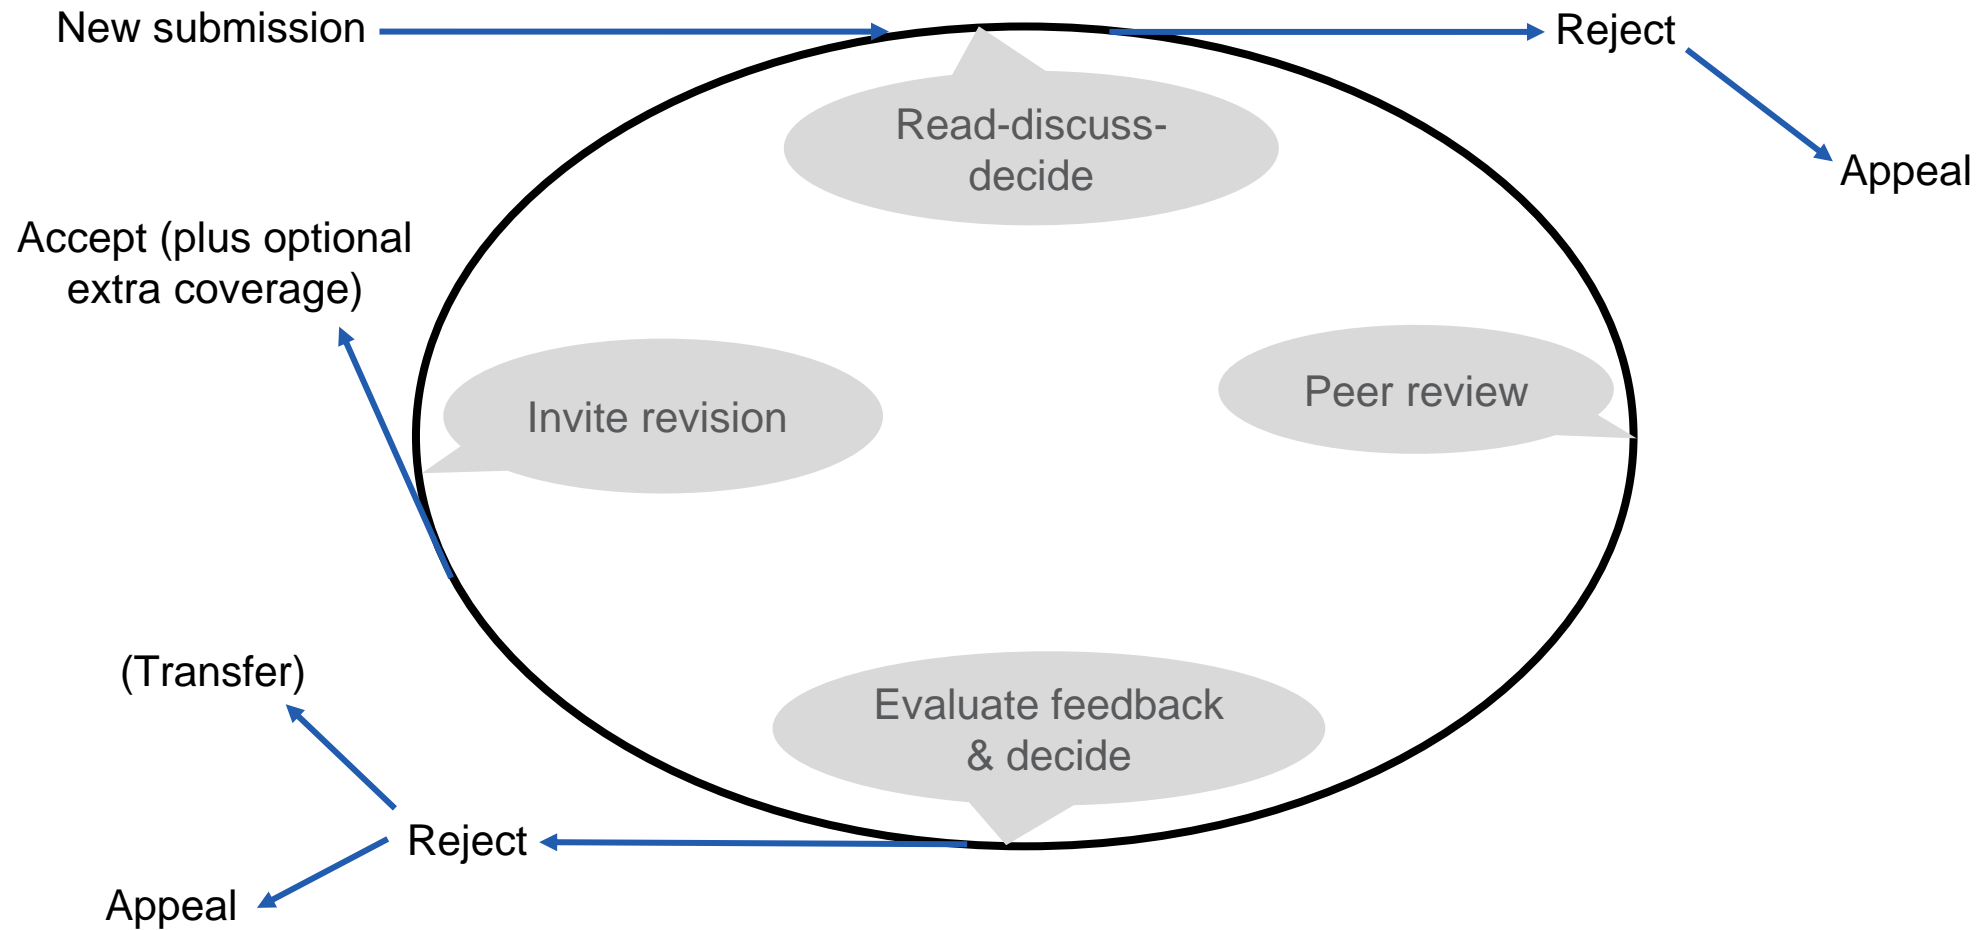 New submission
Reject
Read-discuss-
decide
Appeal
Accept (plus optional
extra coverage)
Peer review
Invite revision
(Transfer)
Evaluate feedback
& decide
Reject
Appeal